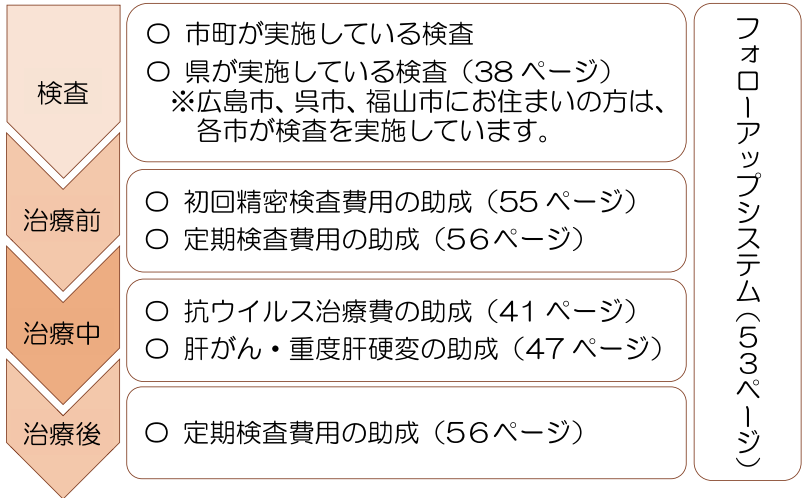 検査
〇 市町が実施している検査
〇 県が実施している検査（38 ページ）
※広島市、呉市、福山市にお住まいの方は、
各市が検査を実施しています。
治療前
〇 初回精密検査費用の助成（55 ページ）
〇 定期検査費用の助成（５６ページ）
治療中
〇 抗ウイルス治療費の助成（41 ページ）
〇 肝がん・重度肝硬変の助成（47 ページ）
治療後
〇 定期検査費用の助成（５６ページ）
フォローアップシステム（５３ページ）